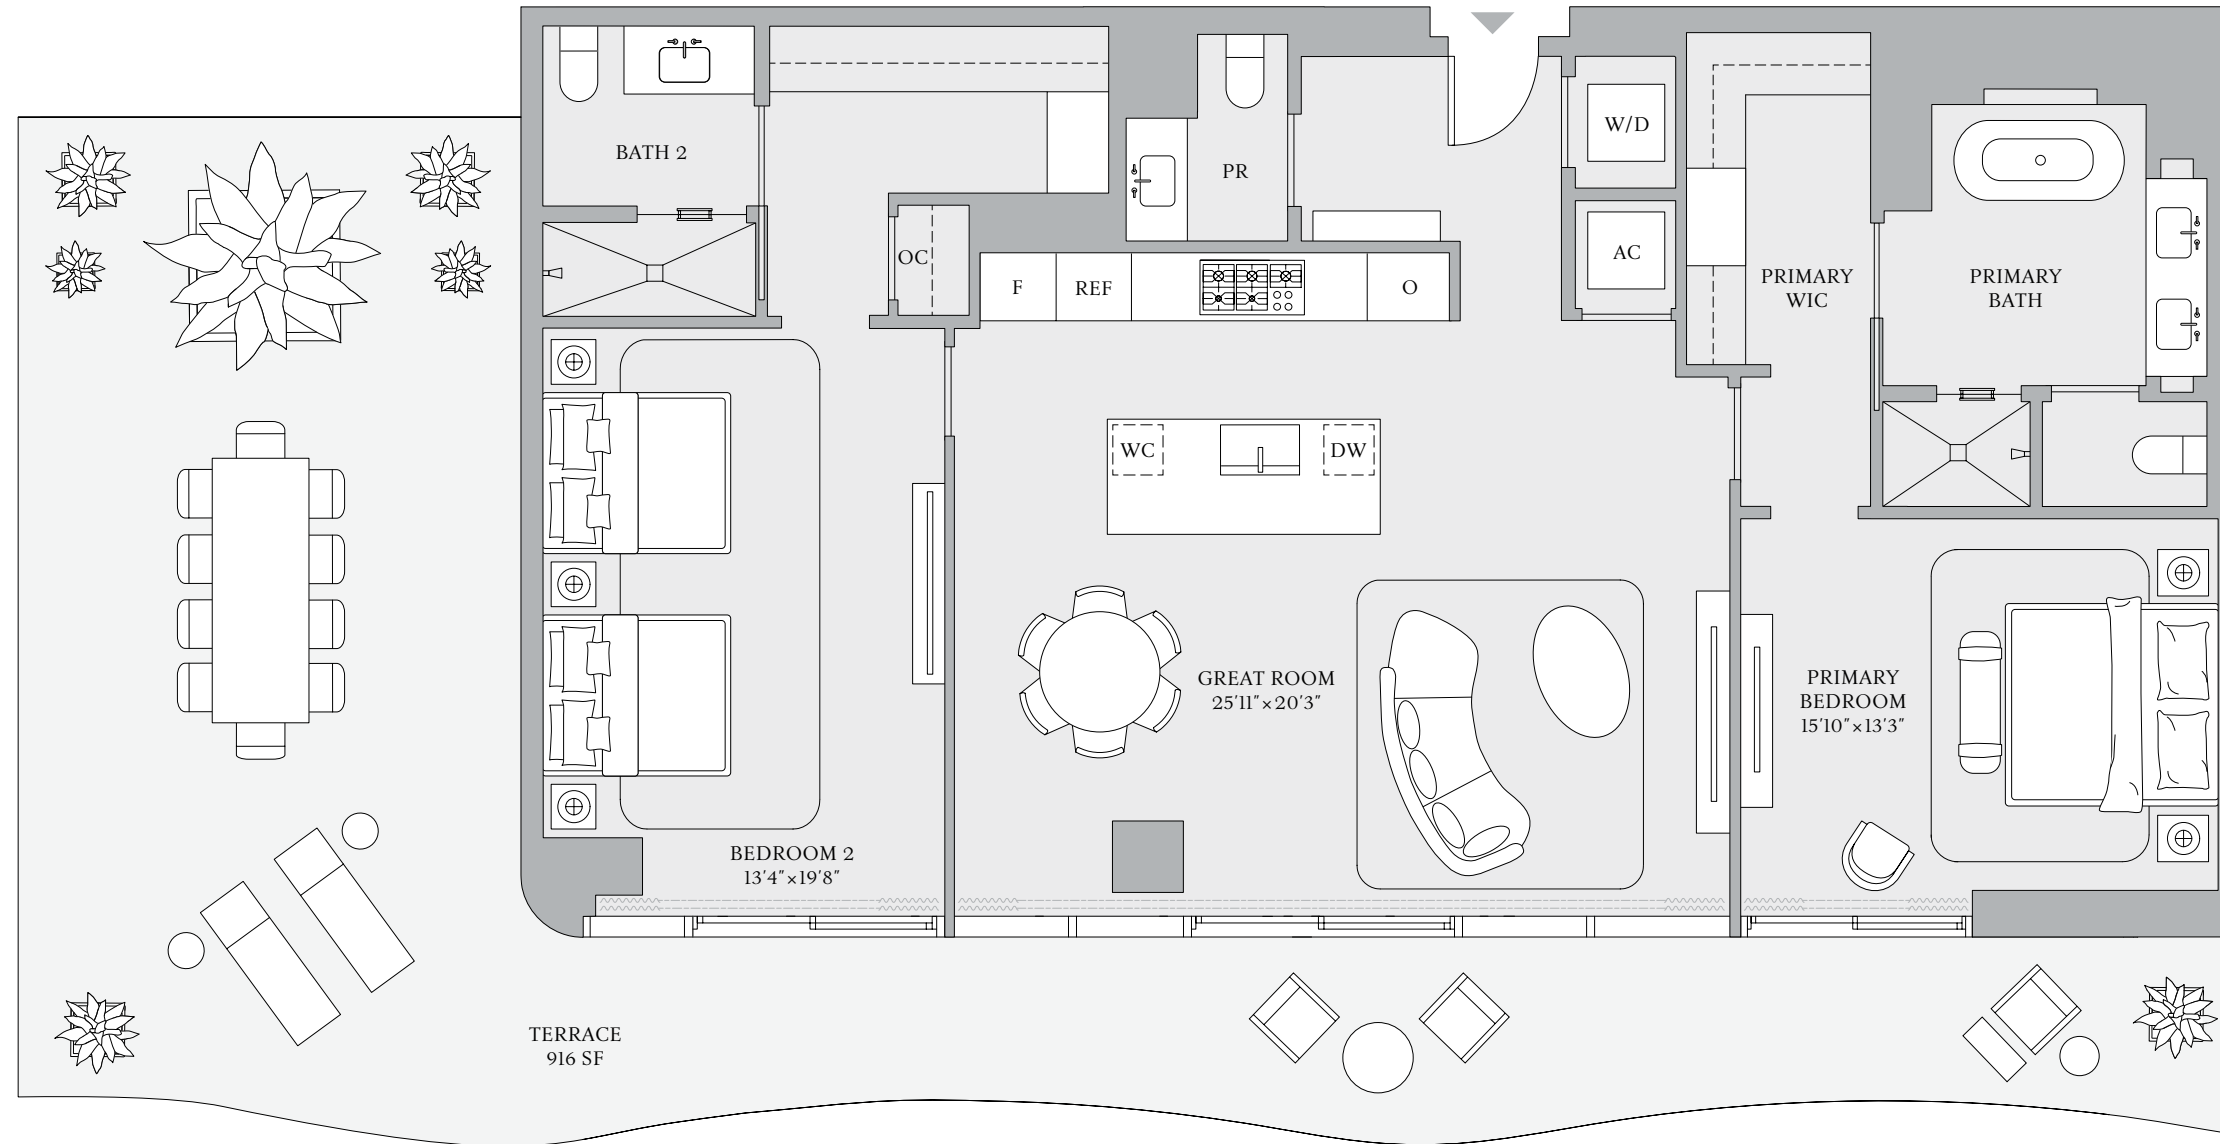 BATH 2
PR
W/D
AC
OC
F
REF
O
PRIMARY
WIC
PRIMARY
BATH
WC
DW
GREAT ROOM
25'11"×20'3"
PRIMARY
BEDROOM
15'10"×13'3"
BEDROOM 2
13'4"×19'8"
TERRACE
916 SF